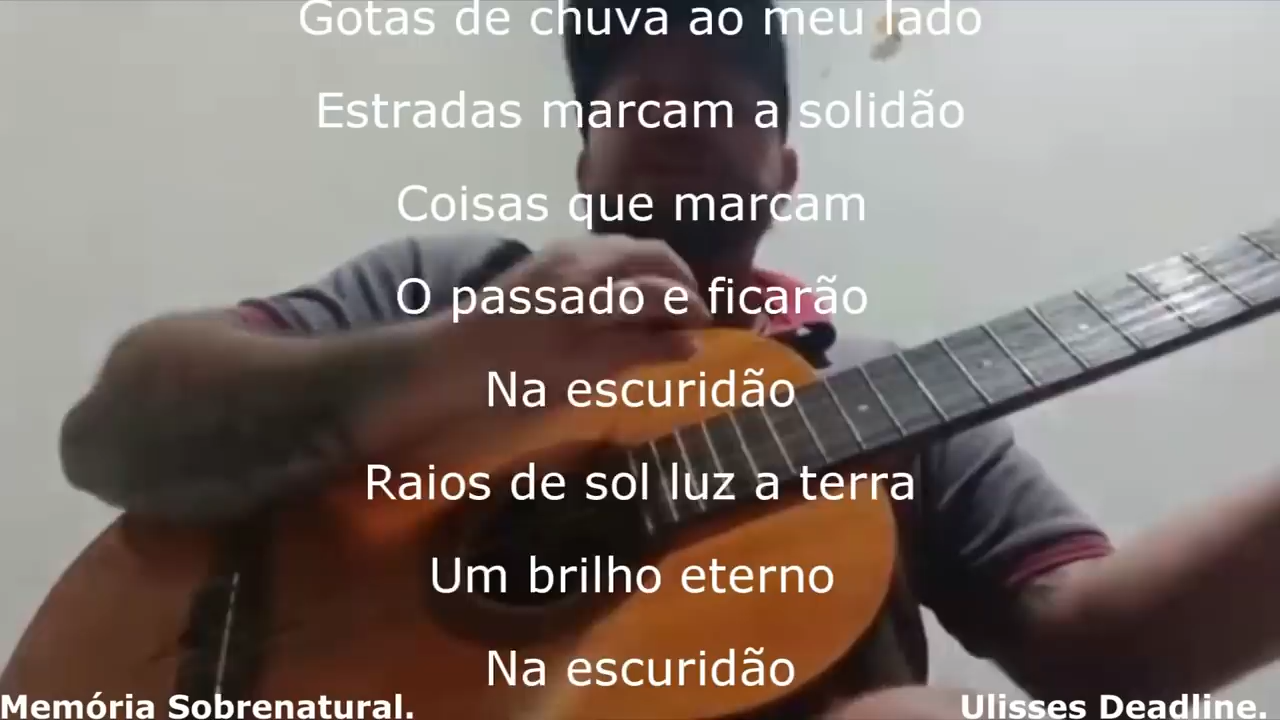 Gotas de chuva ao meu lado
Estradas marcam a solidão
Coisas que marcam
O passado e ficarão
Na escuridão
Raios de sol luz a terra
Um brilho eterno
Na escuridão
Memória Sobrenatural.
Ulisses Deadline.